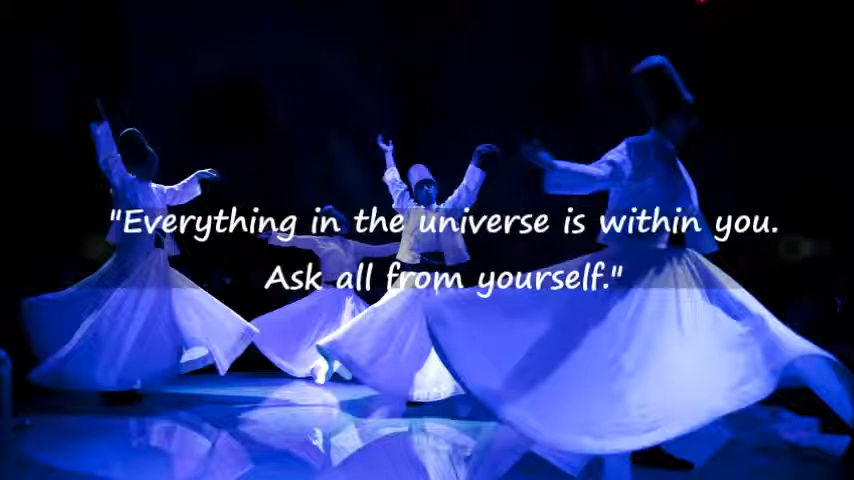 "Everything in the universe is within you.
Ask all from yourself."